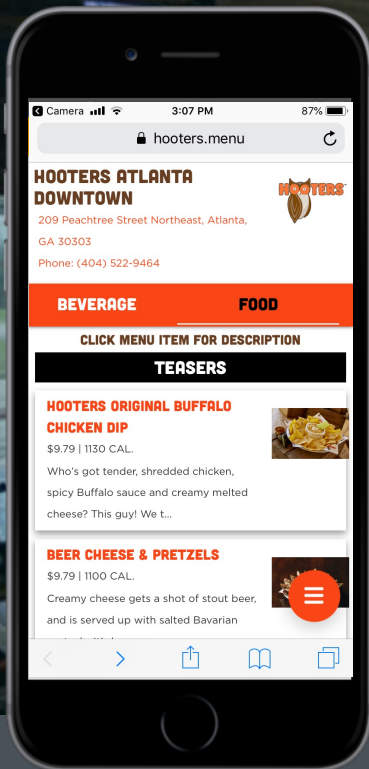 Camera 3:07 PM 87%
hooters.menu
HOOTERS ATLANTA
DOWNTOWN
HOOTERS
209 Peachtree Street Northeast, Atlanta,
GA 30303
Phone: (404) 522-9464
BEVERAGE FOOD
CLICK MENU ITEM FOR DESCRIPTION
TEASERS
HOOTERS ORIGINAL BUFFALO
CHICKEN DIP
$9.79 | 1130 CAL.
Who's got tender, shredded chicken,
spicy Buffalo sauce and creamy melted
cheese? This guy! We t...
BEER CHEESE & PRETZELS
$9.79 | 1100 CAL.
Creamy cheese gets a shot of stout beer,
and is served up with salted Bavarian